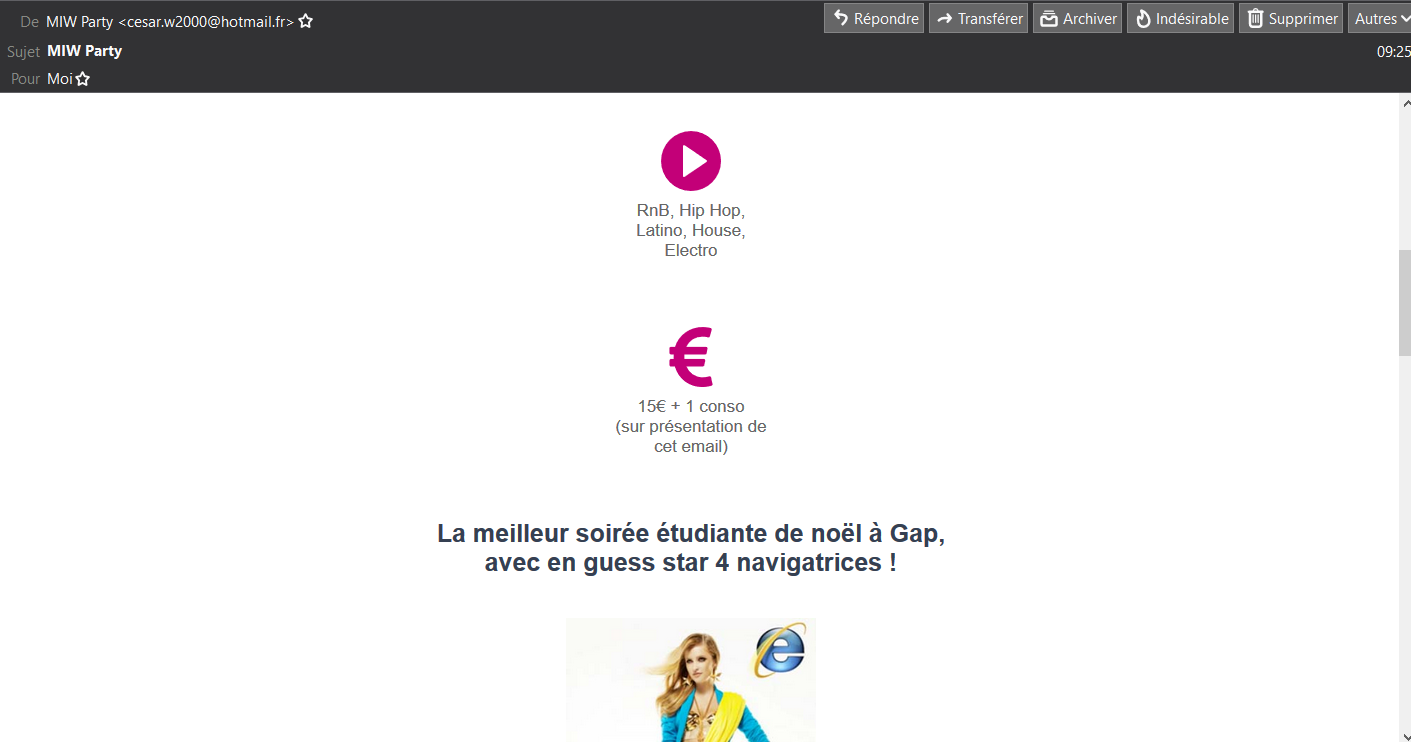 De MIW Party <cesar.w2000@hotmail.fr>
Répondre Transférer Archiver Indésirable Supprimer Autres
Sujet MIW Party
09:25
Pour Moi
RnB, Hip Hop,
Latino, House,
Electro
€
15€ + 1 conso
(sur présentation de
cet email)
La meilleur soirée étudiante de noël à Gap,
avec en guess star 4 navigatrices !